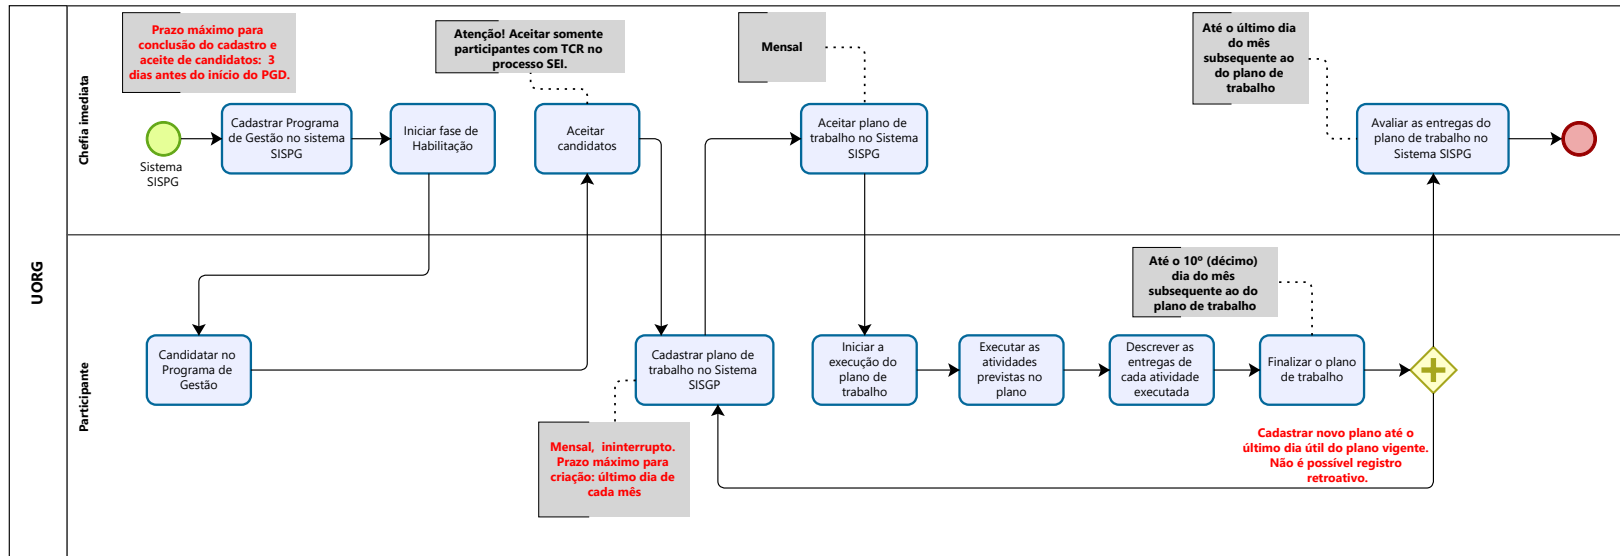 UORG
Chefia imediata
Prazo máximo para
conclusão do cadastro e
aceite de candidatos: 3
dias antes do início do PGD.
Sistema
SISPG
Cadastrar Programa
de Gestão no sistema
SISPG
Iniciar fase de
Habilitação
Atenção! Aceitar somente
participantes com TCR no
processo SEI.
Aceitar
candidatos
Mensal
Aceitar plano de
trabalho no Sistema
SISPG
Até o último dia
do mês
subsequente ao
do plano de
trabalho
Avaliar as entregas do
plano de trabalho no
Sistema SISPG
Participante
Candidatar no
Programa de
Gestão
Cadastrar plano de
trabalho no Sistema
SISGP
Mensal, ininterrupto.
Prazo máximo para
criação: último dia de
cada mês
Iniciar a
execução do
plano de
trabalho
Executar as
atividades
previstas no
plano
Descrever as
entregas de
cada atividade
executada
Até o 10º (décimo)
dia do mês
subsequente ao do
plano de trabalho
Finalizar o plano
de trabalho
Cadastrar novo plano até o
último dia útil do plano vigente.
Não é possível registro
retroativo.